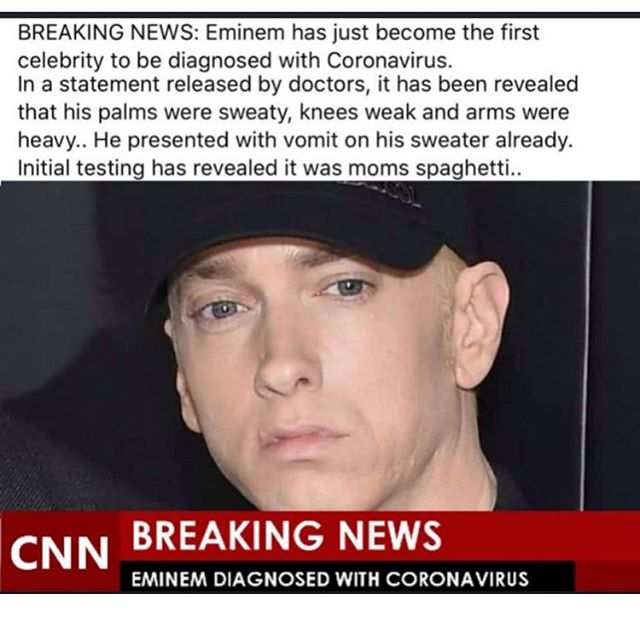 BREAKING NEWS: Eminem has just become the first
celebrity to be diagnosed with Coronavirus.
In a statement released by doctors, it has been revealed
that his palms were sweaty, knees weak and arms were
heavy.. He presented with vomit on his sweater already.
Initial testing has revealed it was moms spaghetti..
CNN
BREAKING NEWS
EMINEM DIAGNOSED WITH CORONAVIRUS